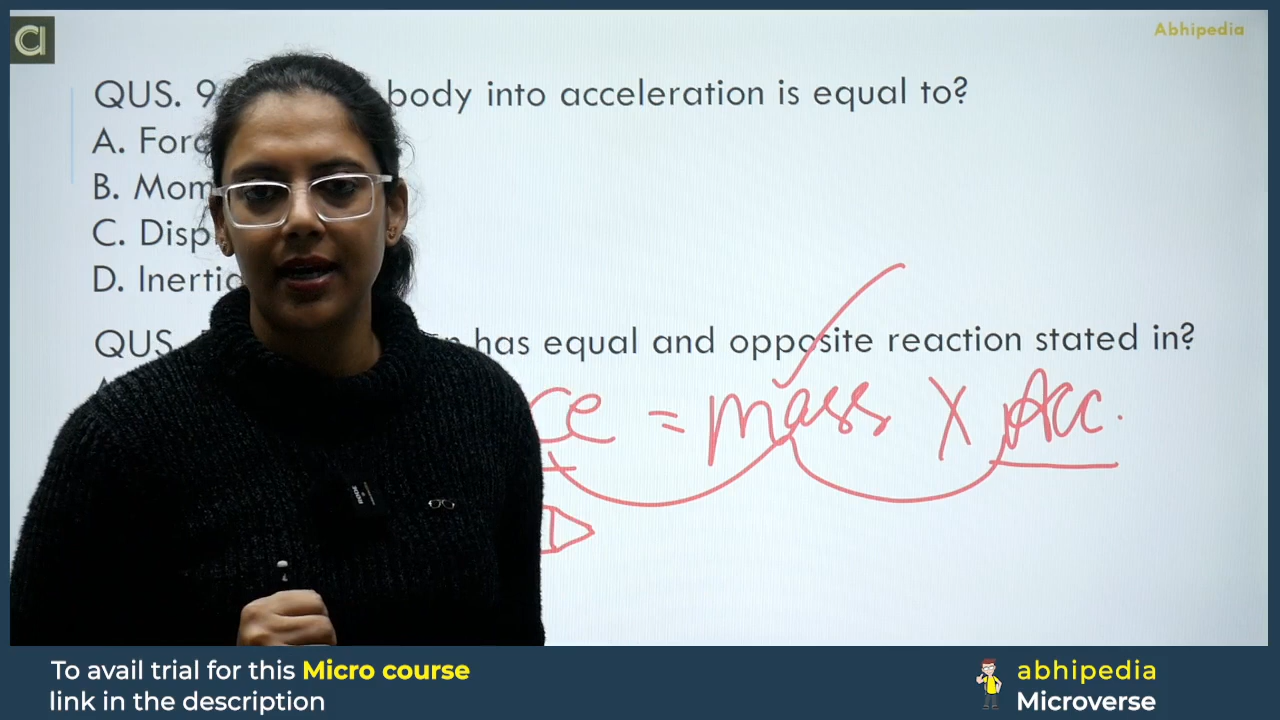 Abhipedia
QUS. 9 body into acceleration is equal to?
A. Forc
B. Mom
C. Disp
D. Inertia
QUS. has equal and opposite reaction stated in?
ce = mass X Acc.
To avail trial for this Micro course
link in the description
abhipedia
Microverse